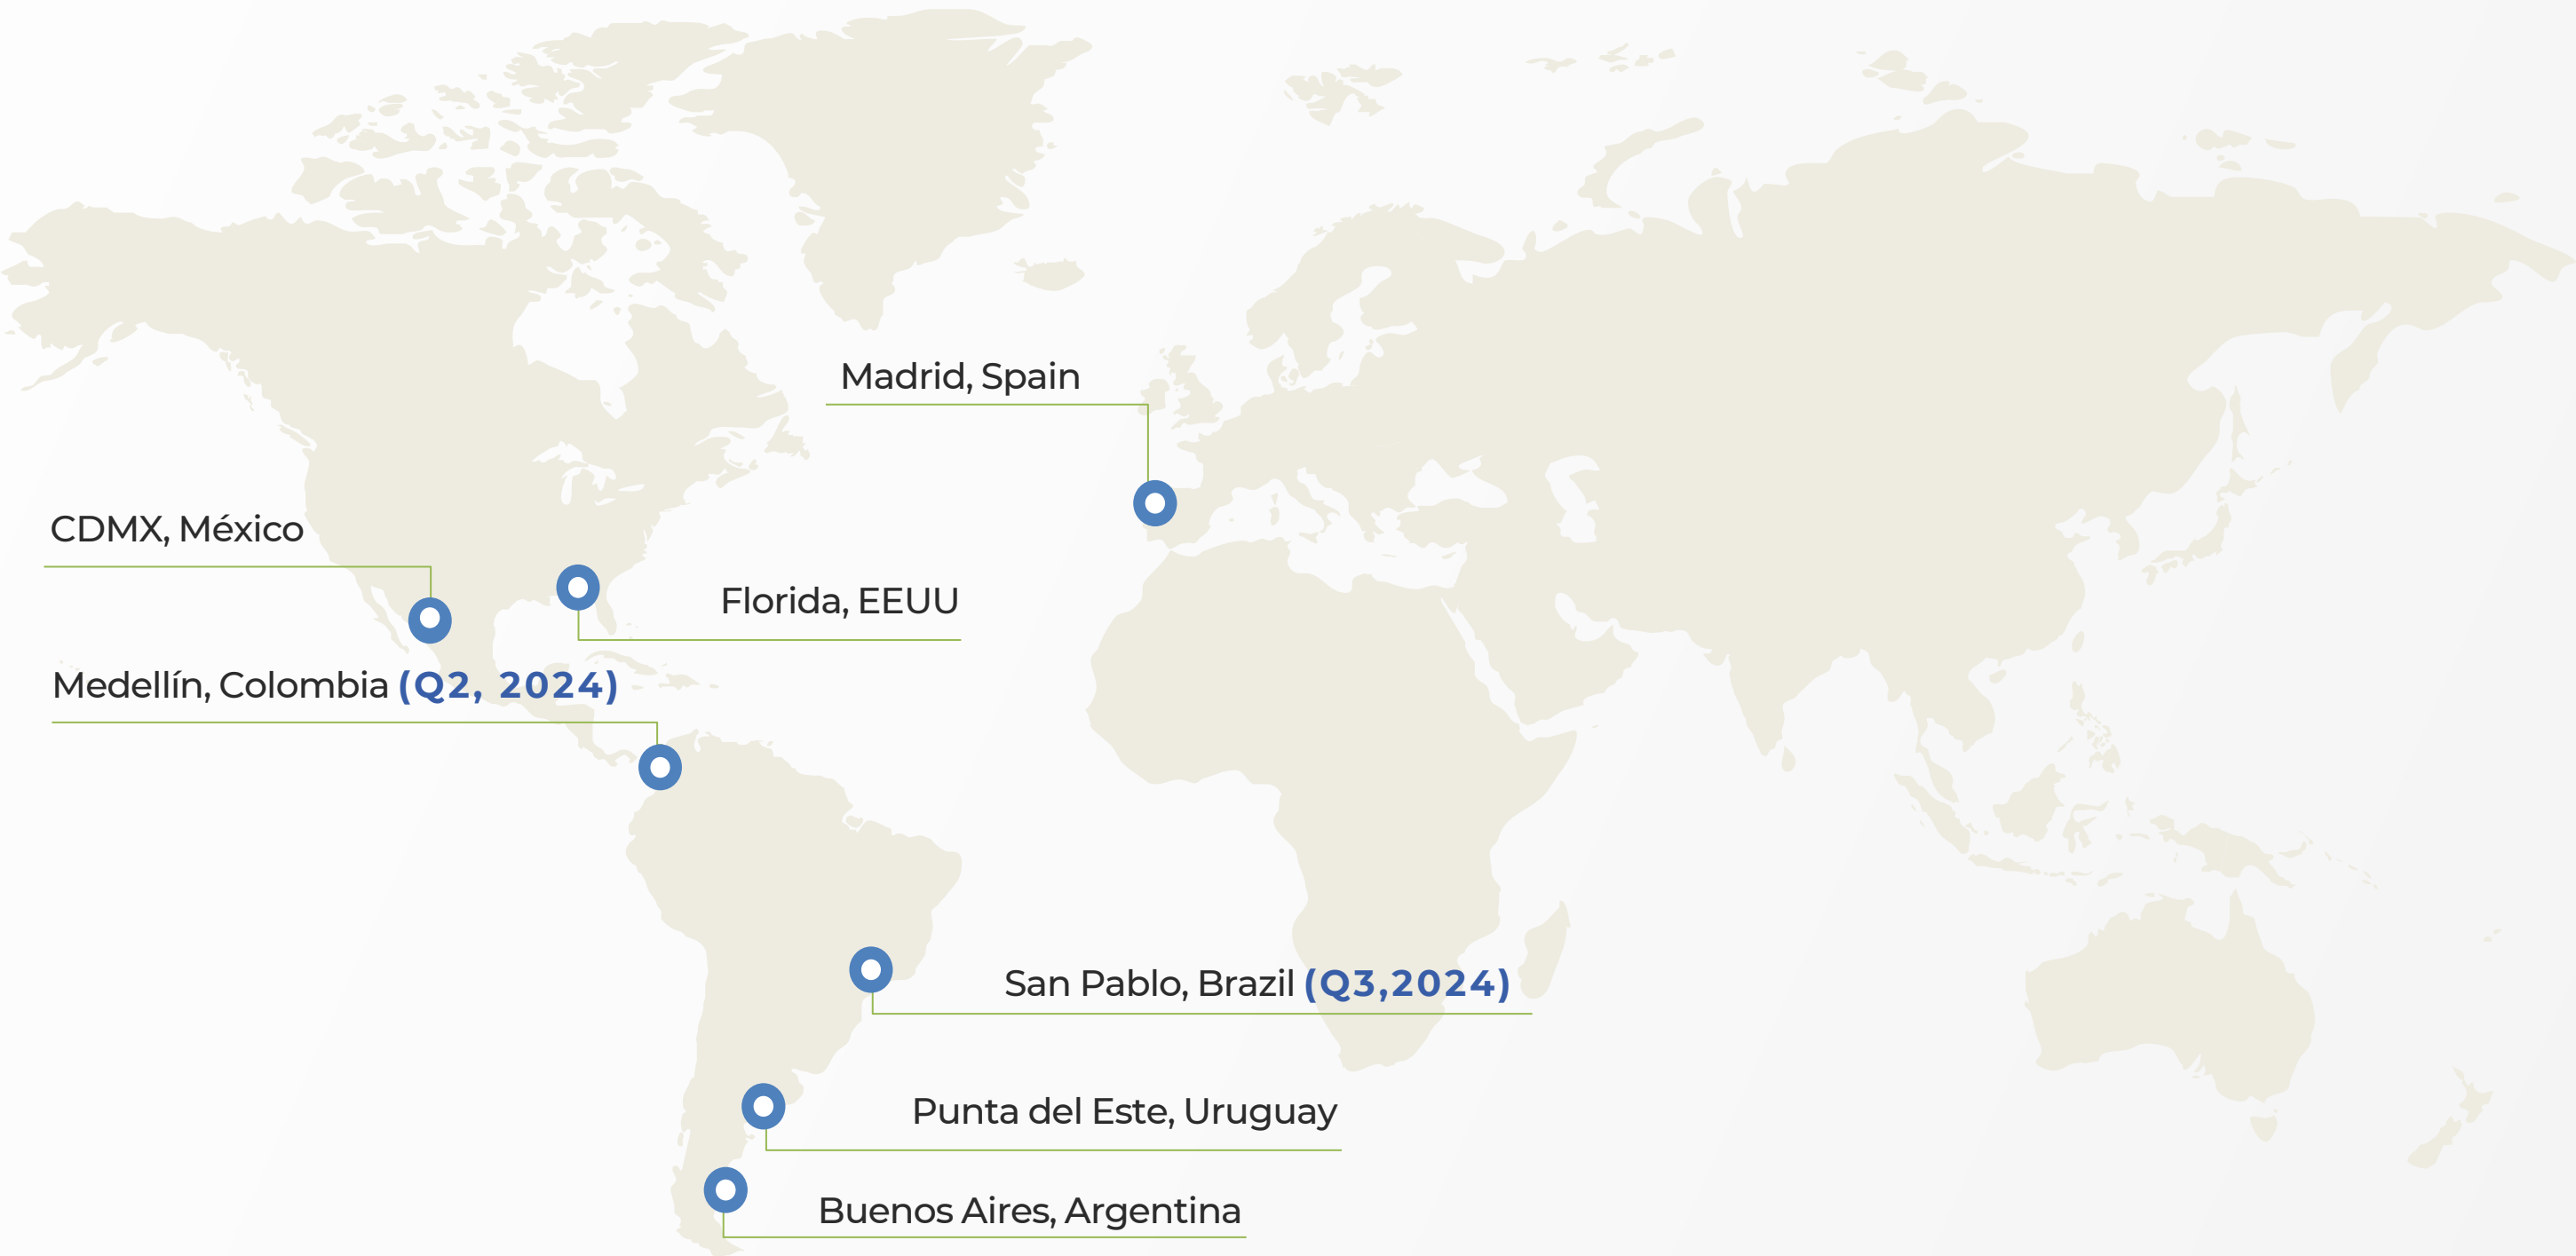 Madrid, Spain
CDMX, México
Florida, EEUU
Medellín, Colombia (Q2, 2024)
San Pablo, Brazil (Q3,2024)
Punta del Este, Uruguay
Buenos Aires, Argentina